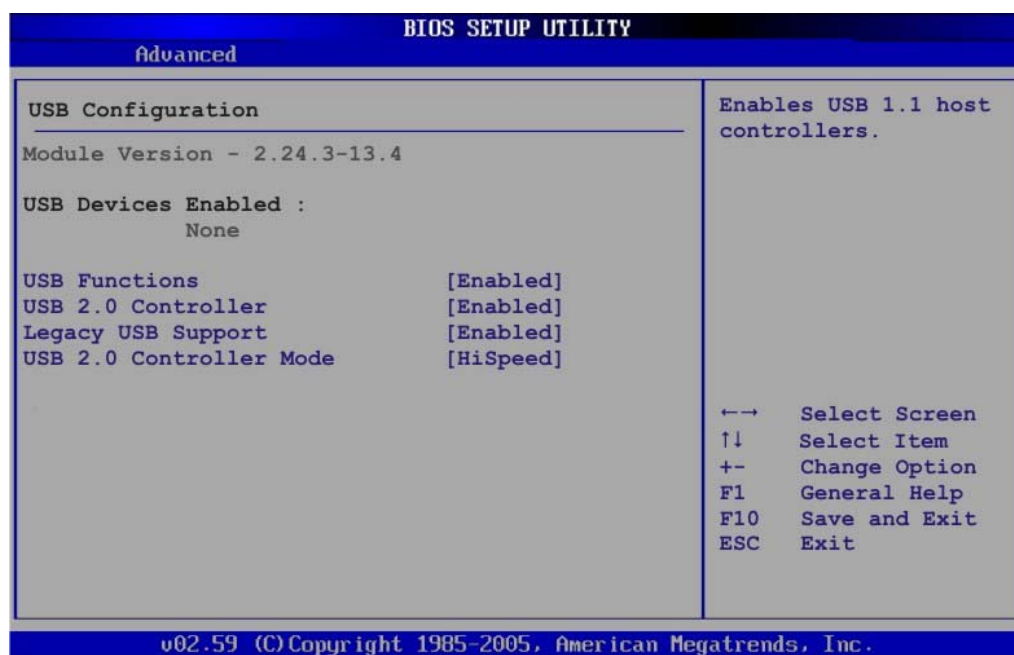 BIOS SETUP UTILITY
Advanced
USB Configuration
Module Version - 2.24.3-13.4
USB Devices Enabled :
None
USB Functions [Enabled]
USB 2.0 Controller [Enabled]
Legacy USB Support [Enabled]
USB 2.0 Controller Mode [HiSpeed]
Enables USB 1.1 host
controllers.
←→ Select Screen
↑↓ Select Item
+- Change Option
F1 General Help
F10 Save and Exit
ESC Exit
v02.59 (C)Copyright 1985-2005, American Megatrends, Inc.